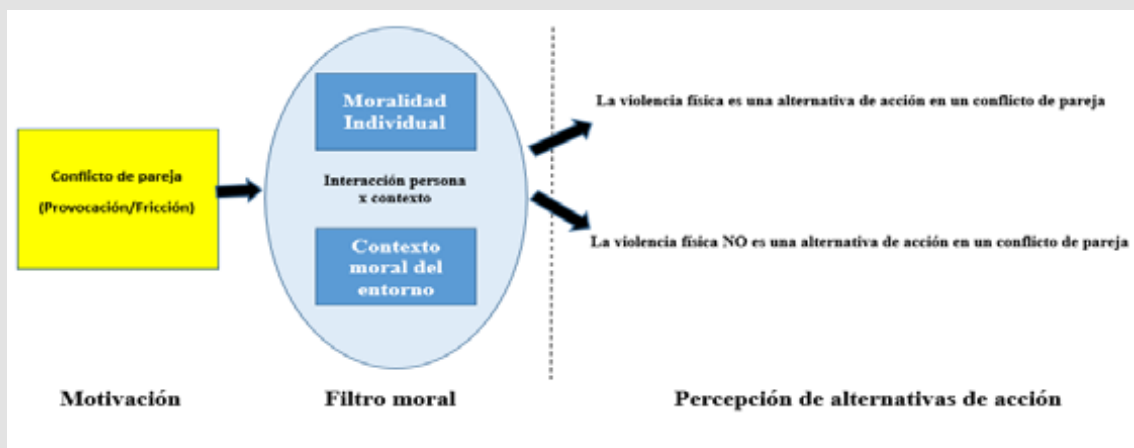 Conflicto de pareja
(Provocación/Fricción)
Moralidad
Individual
Interacción persona
x contexto
Contexto
moral del
entorno
La violencia física es una alternativa de acción en un conflicto de pareja
La violencia física NO es una alternativa de acción en un conflicto de pareja
Motivación
Filtro moral
Percepción de alternativas de acción